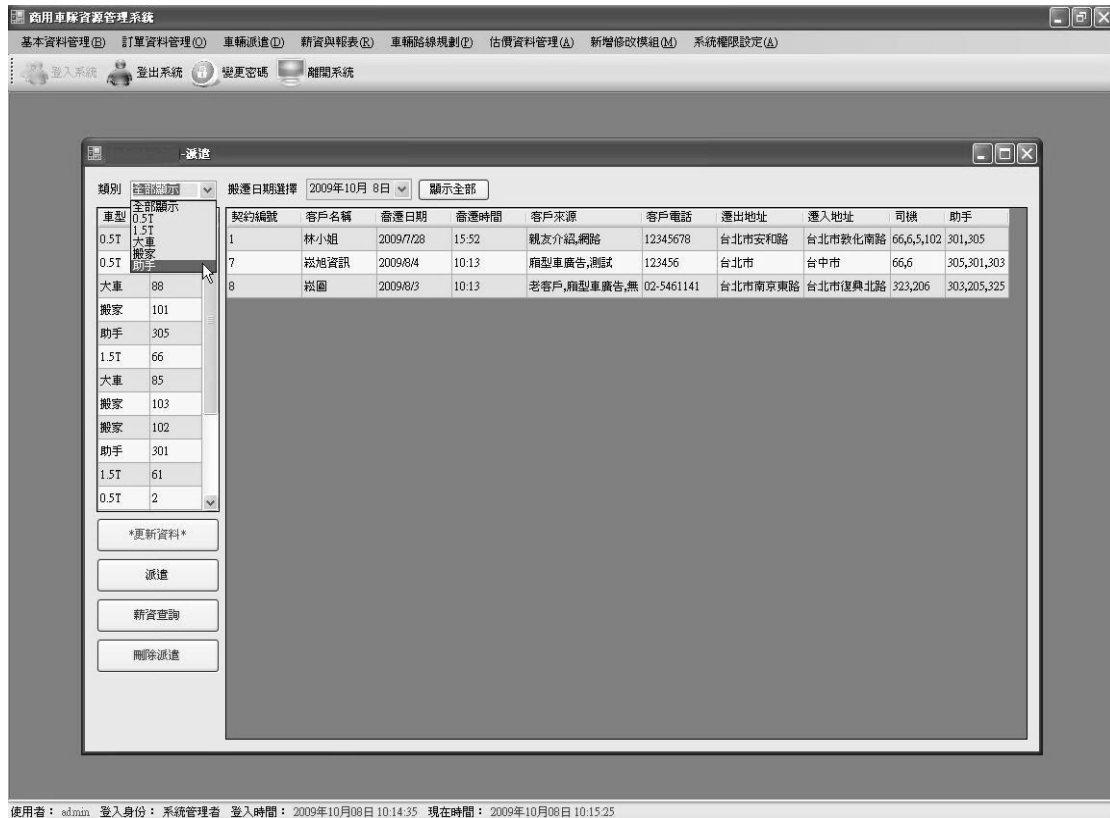 商用車隊資源管理系統
基本資料管理(B) 訂單資料管理(O) 車輛派遣(D) 薪資與報表(R) 車輛路線規劃(P) 估價資料管理(A) 新增修改模組(M) 系統權限設定(A)
登入系統 登出系統 變更密碼 離開系統
-派遣
類別 全部顯示 搬遷日期選擇 2009年10月 8日 顯示全部
全部顯示
0.5T
1.5T
大車
搬家
助手
車型 契約編號 客戶名稱 喬遷日期 喬遷時間 客戶來源 客戶電話 遷出地址 遷入地址 司機 助手
0.5T 1 林小姐 2009/7/28 15:52 親友介紹,網路 12345678 台北市安和路 台北市敦化南路 66,6,5,102 301,305
0.5T 7 崧旭資訊 2009/8/4 10:13 廂型車廣告,測試 123456 台北市 台中市 66,6 305,301,303
大車 88 8 崧圖 2009/8/3 10:13 老客戶,廂型車廣告,無 02-5461141 台北市南京東路 台北市復興北路 323,206 303,205,325
搬家 101
助手 305
1.5T 66
大車 85
搬家 103
搬家 102
助手 301
1.5T 61
0.5T 2
*更新資料*
派遣
薪資查詢
刪除派遣
使用者： admin 登入身份： 系統管理者 登入時間： 2009年10月08日 10:14:35 現在時間： 2009年10月08日 10:15:25